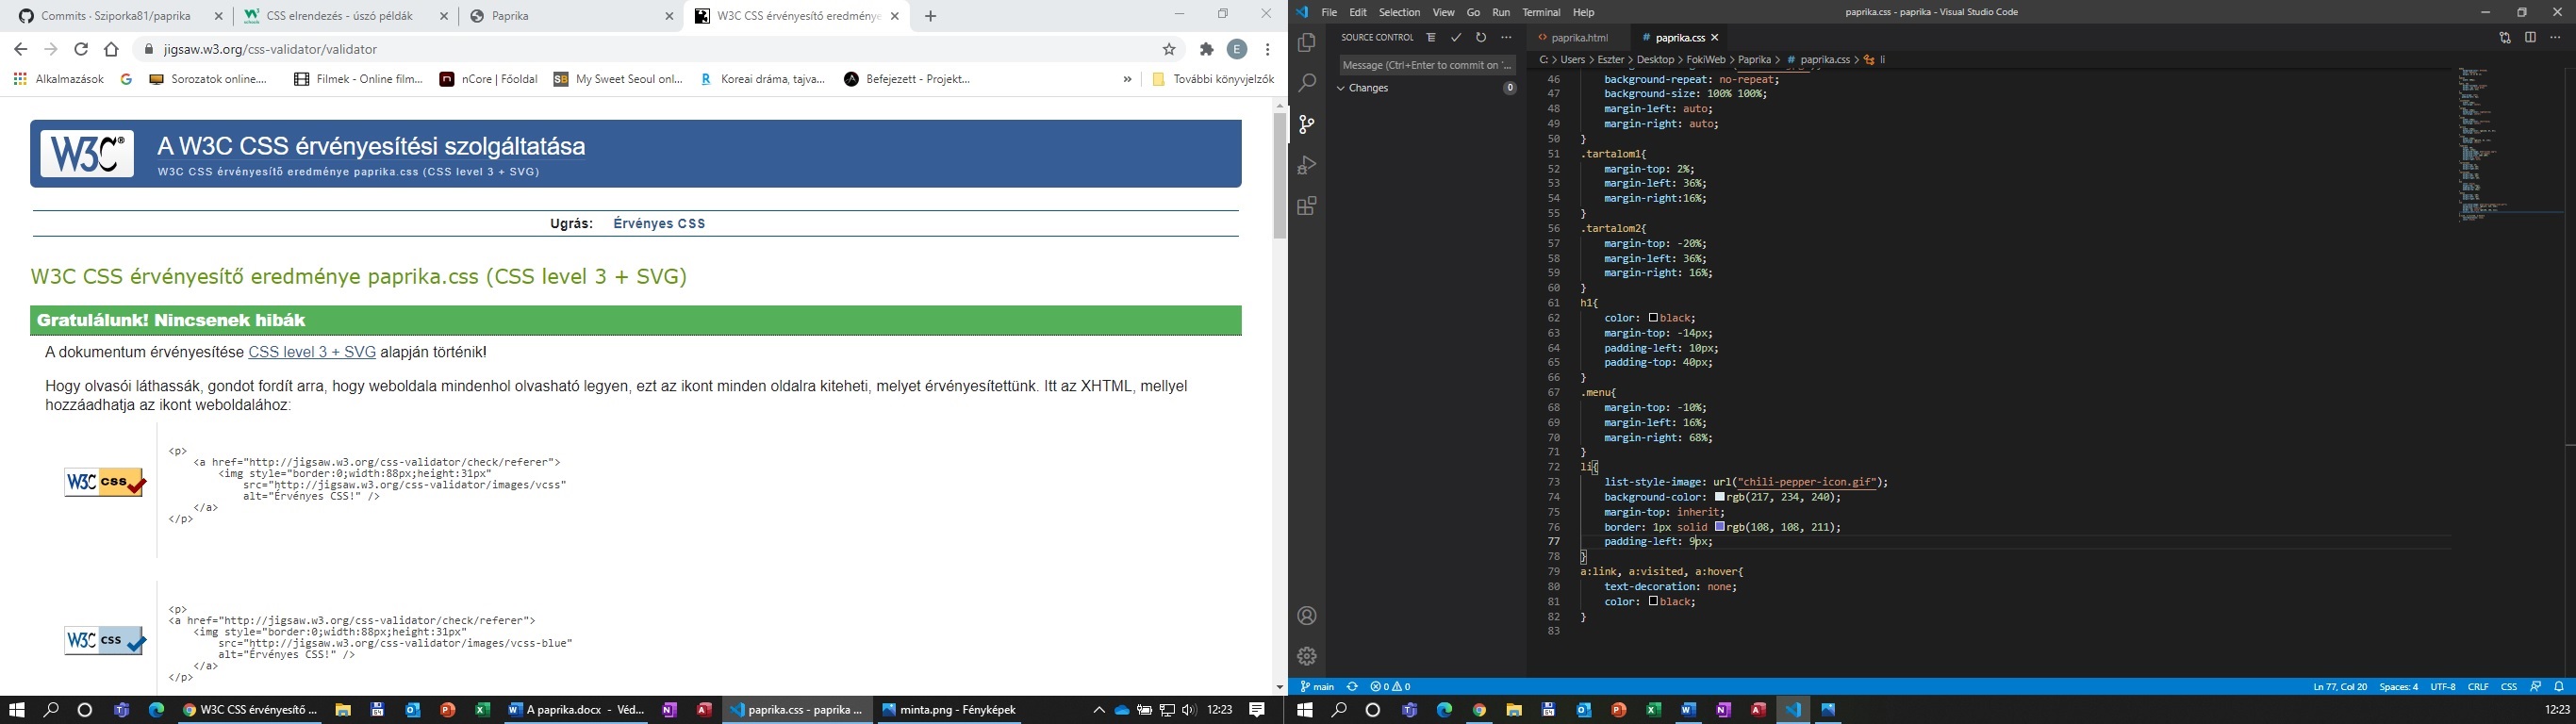 Commits · Sziporka81/paprika
CSS elrendezés - úszó példák
Paprika
W3C CSS érvényesítő eredménye
jigsaw.w3.org/css-validator/validator
E
Alkalmazások
Sorozatok online....
Filmek - Online film...
nCore | Főoldal
My Sweet Seoul onl...
Koreai dráma, tajva...
Befejezett - Projekt...
»
További könyvjelzők
W3C®
A W3C CSS érvényesítési szolgáltatása
W3C CSS érvényesítő eredménye paprika.css (CSS level 3 + SVG)
Ugrás: Érvényes CSS
W3C CSS érvényesítő eredménye paprika.css (CSS level 3 + SVG)
Gratulálunk! Nincsenek hibák
A dokumentum érvényesítése CSS level 3 + SVG alapján történik!
Hogy olvasói láthassák, gondot fordít arra, hogy weboldala mindenhol olvasható legyen, ezt az ikont minden oldalra kiteheti, melyet érvényesítettünk. Itt az XHTML, mellyel
hozzáadhatja az ikont weboldalához:
W3C css
<p>
<a href="http://jigsaw.w3.org/css-validator/check/referer">
<img style="border:0;width:88px;height:31px"
src="http://jigsaw.w3.org/css-validator/images/vcss"
alt="Érvényes CSS!" />
</a>
</p>
W3C css
<p>
<a href="http://jigsaw.w3.org/css-validator/check/referer">
<img style="border:0;width:88px;height:31px"
src="http://jigsaw.w3.org/css-validator/images/vcss-blue"
alt="Érvényes CSS!" />
</a>
</p>
W3C CSS érvényesítő ...
A paprika.docx - Véd...
paprika.css - paprika ...
minta.png - Fényképek
12:23
File Edit Selection View Go Run Terminal Help
paprika.css - paprika - Visual Studio Code
SOURCE CONTROL
Message (Ctrl+Enter to commit on '...
Changes
0
paprika.html
paprika.css
C: > Users > Eszter > Desktop > FokiWeb > Paprika > # paprika.css > li
46 background-repeat: no-repeat;
47 background-size: 100% 100%;
48 margin-left: auto;
49 margin-right: auto;
50 }
51 .tartalom1{
52 margin-top: 2%;
53 margin-left: 36%;
54 margin-right:16%;
55 }
56 .tartalom2{
57 margin-top: -20%;
58 margin-left: 36%;
59 margin-right: 16%;
60 }
61 h1{
62 color: black;
63 margin-top: -14px;
64 padding-left: 10px;
65 padding-top: 40px;
66 }
67 .menu{
68 margin-top: -10%;
69 margin-left: 16%;
70 margin-right: 68%;
71 }
72 li{
73 list-style-image: url("chili-pepper-icon.gif");
74 background-color: rgb(217, 234, 240);
75 margin-top: inherit;
76 border: 1px solid rgb(108, 108, 211);
77 padding-left: 9px;
78 }
79 a:link, a:visited, a:hover{
80 text-decoration: none;
81 color: black;
82 }
83
main
0 0
Ln 77, Col 20 Spaces: 4 UTF-8 CRLF CSS
12:23